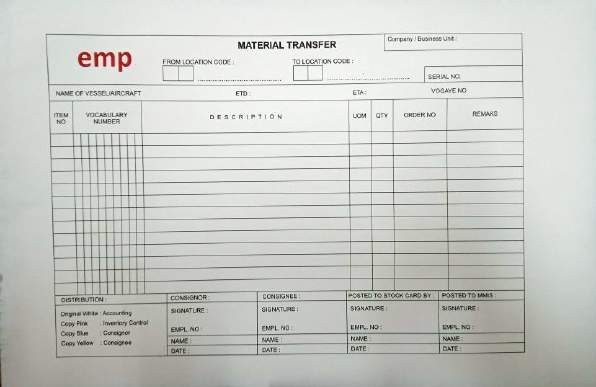 Company / Business Unit :
emp
MATERIAL TRANSFER
FROM LOCATION CODE :
TO LOCATION CODE :
SERIAL NO.
NAME OF VESSEL/AIRCRAFT
ETD :
ETA :
VOGAYE NO
ITEM NO
VOCABULARY NUMBER
DESCRIPTION
UOM
QTY
ORDER NO
REMAKS
DISTRIBUTION :
Original White : Accounting
Copy Pink : Inventory Control
Copy Blue : Consignor
Copy Yellow : Consignee
CONSIGNOR :
SIGNATURE :
EMPL. NO :
NAME :
DATE :
CONSIGNEE :
SIGNATURE :
EMPL. NO :
NAME :
DATE :
POSTED TO STOCK CARD BY :
SIGNATURE :
EMPL. NO :
NAME :
DATE :
POSTED TO MMIS :
SIGNATURE :
EMPL. NO :
NAME :
DATE :